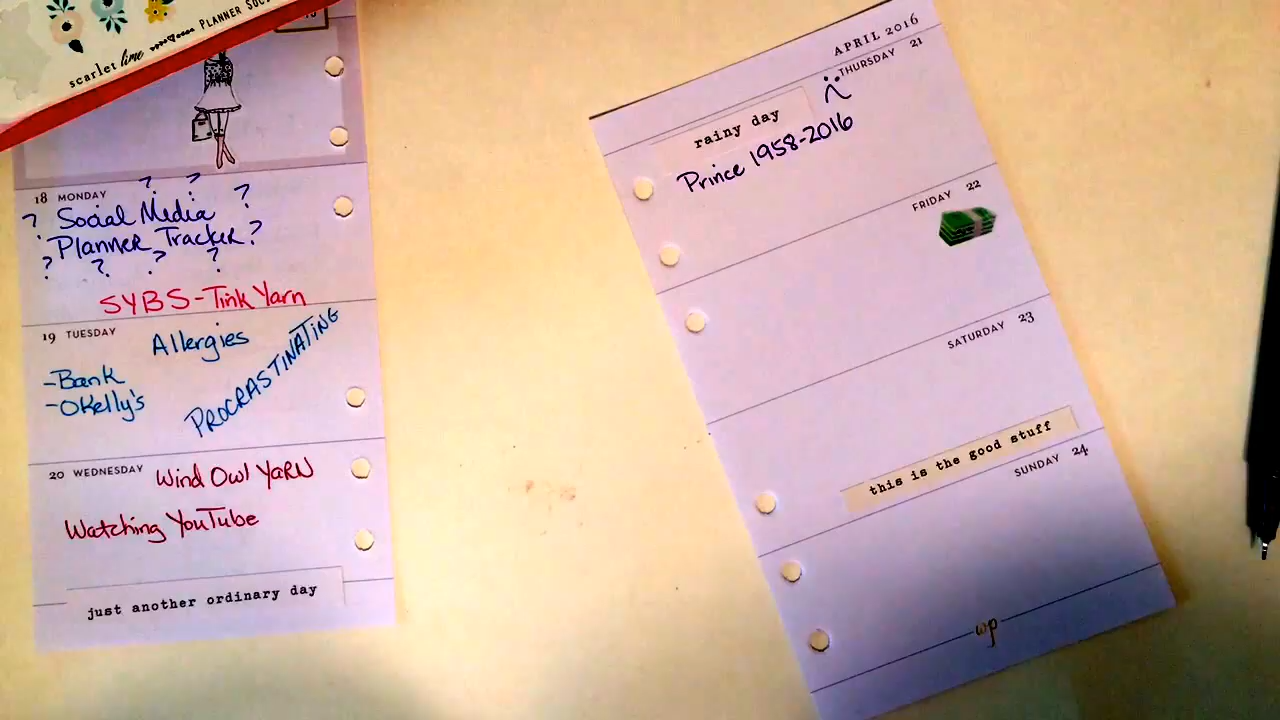 scarlet lime
PLANNER
18 MONDAY
? ? ? ?
Social Media
Planner Tracker?
? ? ? ?
SYBS-Tink Yarn
19 TUESDAY
Allergies
-Bank
-OKelly's
PROCRASTINATING
20 WEDNESDAY
Wind Owl YARN
Watching YouTube
just another ordinary day
APRIL 2016
THURSDAY 21
rainy day
Prince 1958-2016
FRIDAY 22
SATURDAY 23
this is the good stuff
SUNDAY 24
wp